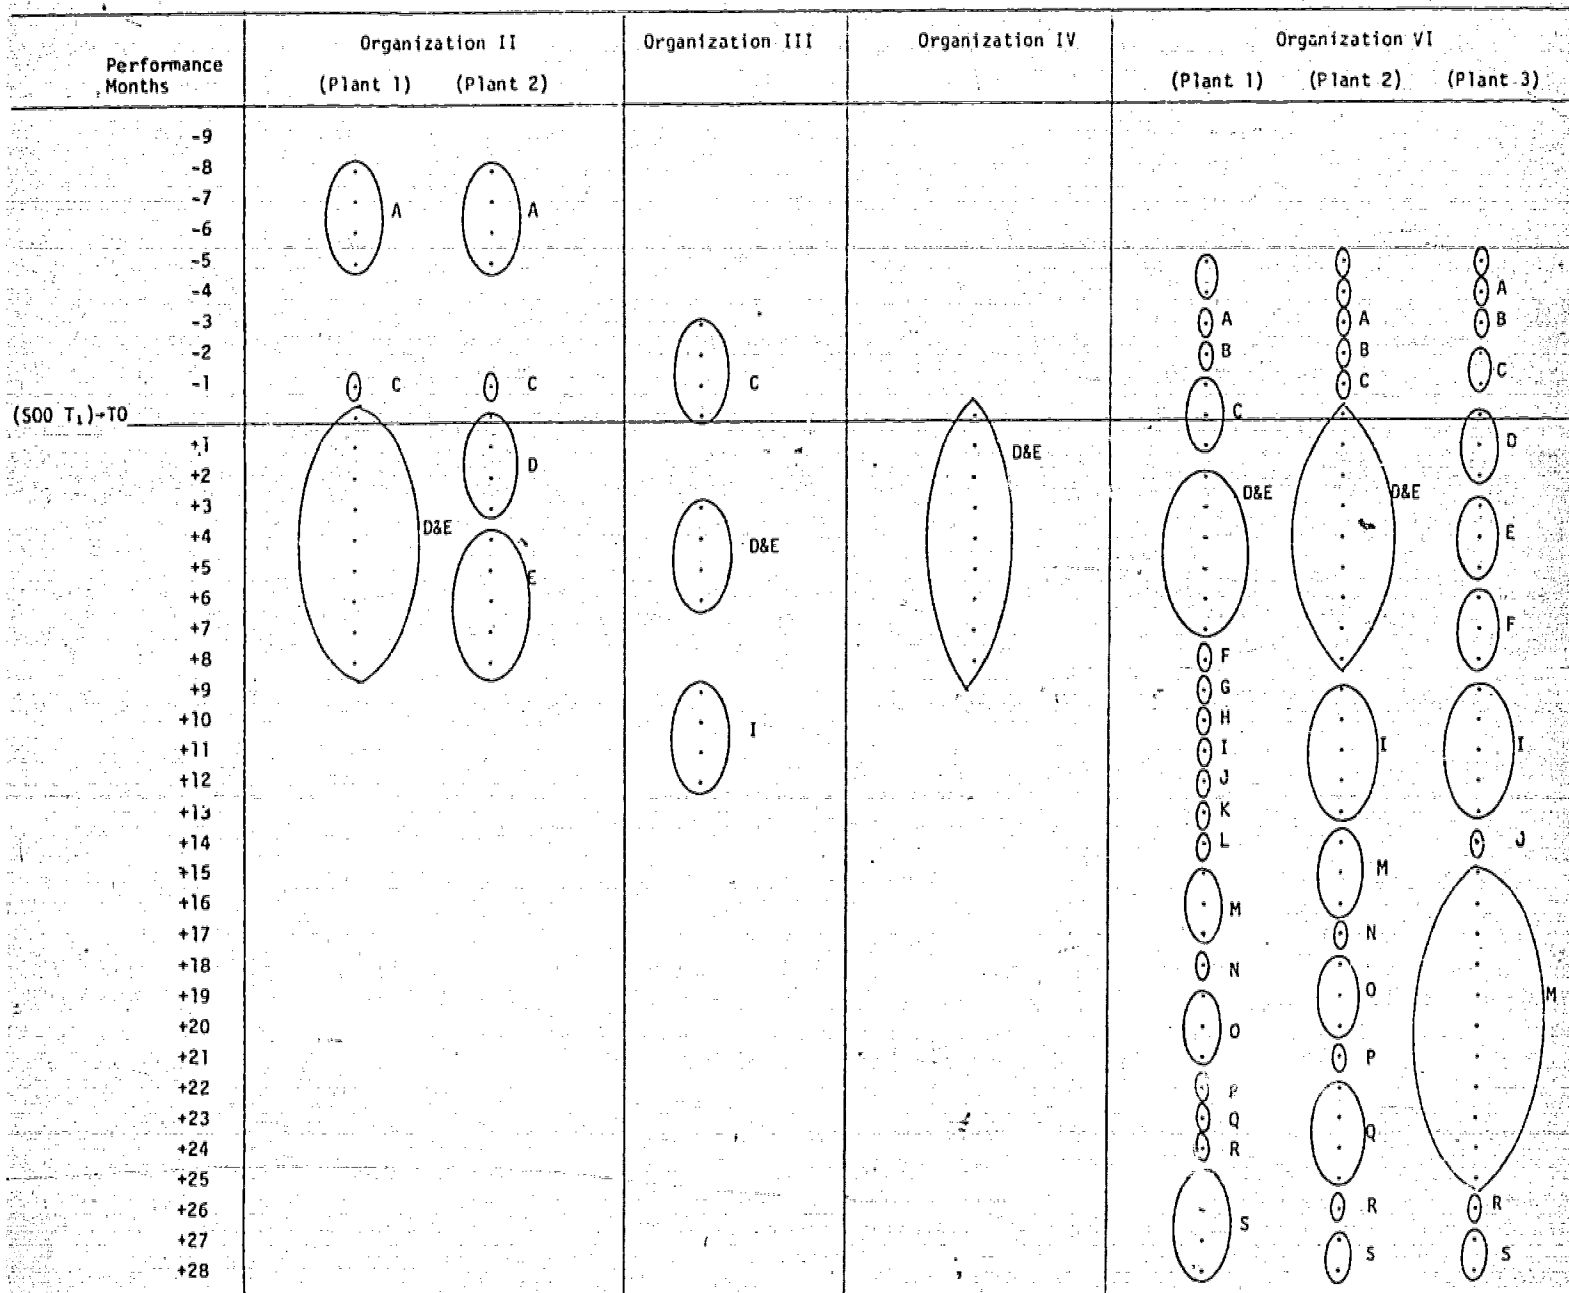 Organization II Organization III Organization IV Organization VI
Performance
Months (Plant 1) (Plant 2) (Plant 1) (Plant 2) (Plant 3)
-9
-8
-7
A A
-6
-5
-4 A
-3 A A B
-2 B B
C
-1 C C C C
(SOO T₁)→TO C
+1 D&E D
+2 D D&E D&E
+3
+4 D&E D&E E
+5 E
+6
+7 F
+8 F
+9 G
+10 H I
+11 I I I
+12 J
+13 K
+14 L J
+15 M
+16 M
+17 N
+18 N
+19 O M
+20 O
+21 P
+22 P
+23 Q Q
+24 R
+25
+26 S R R
+27 S S
+28